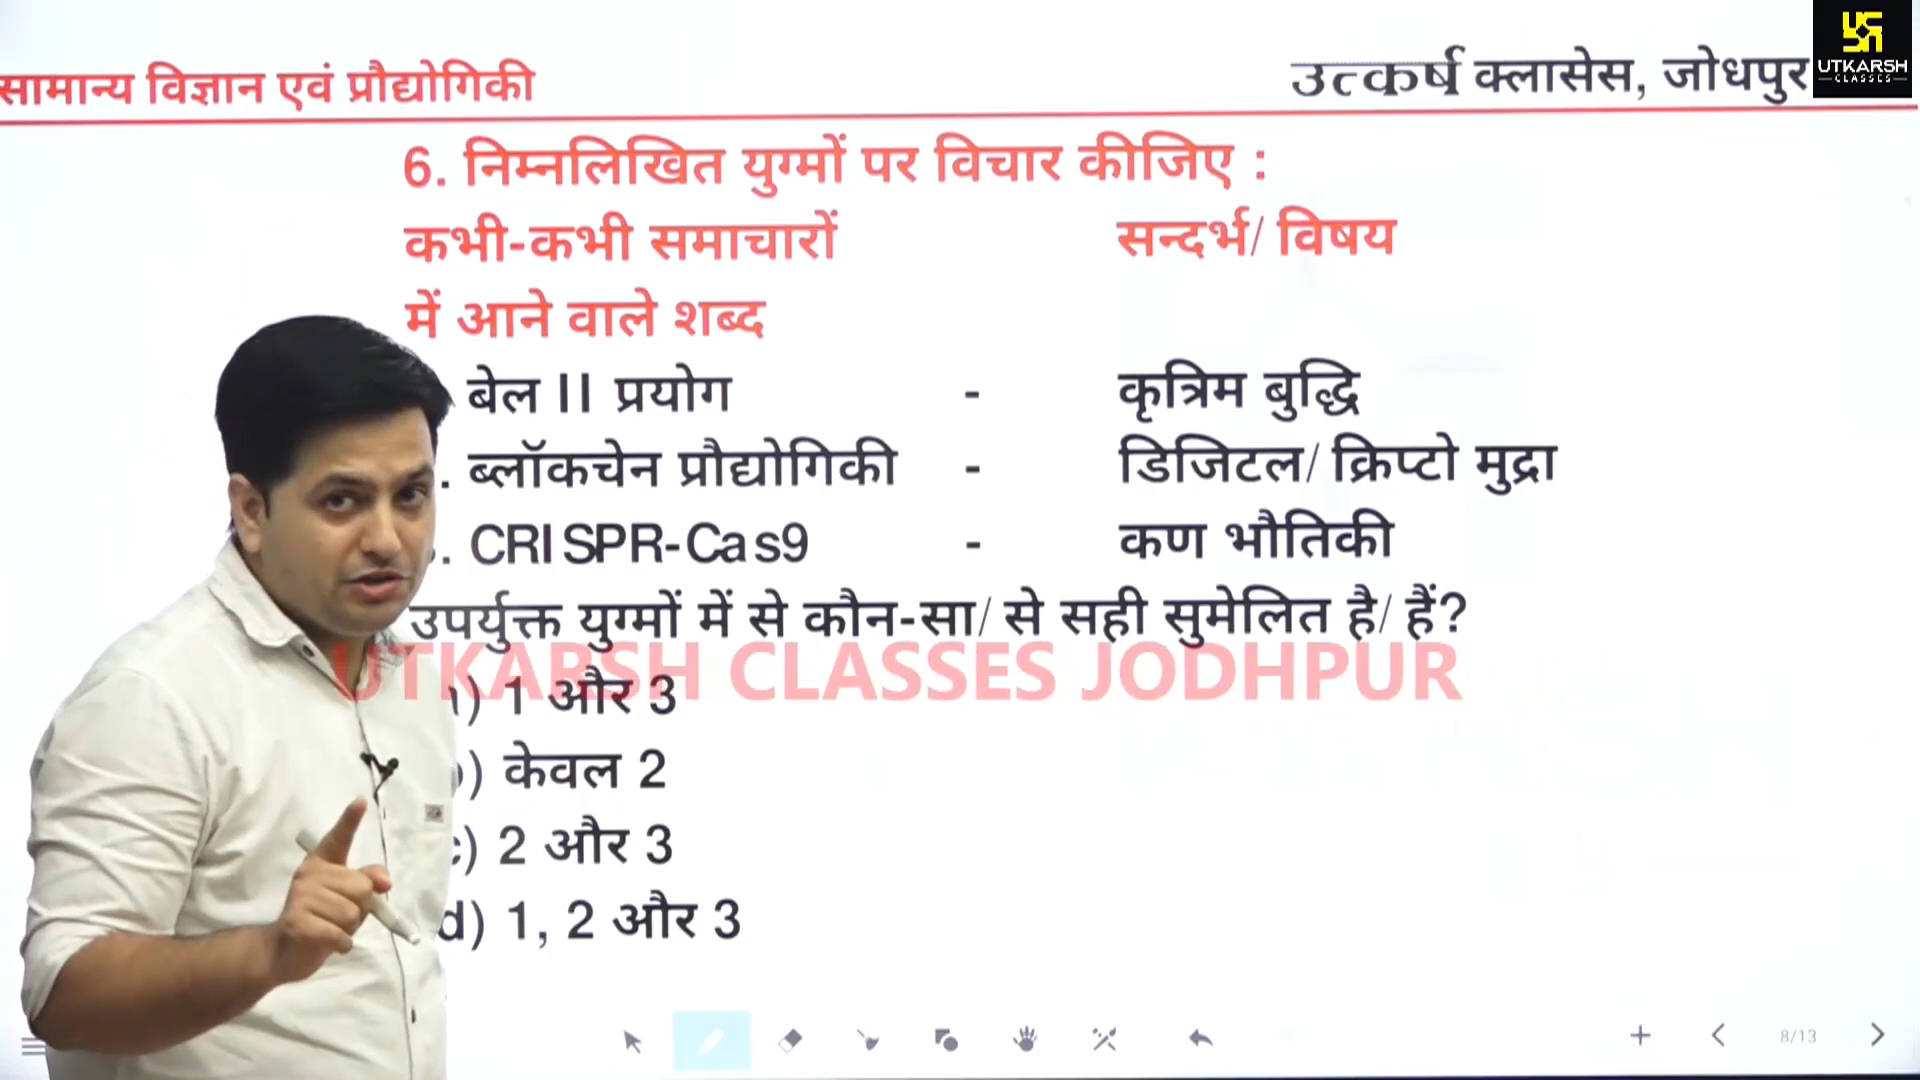 सामान्य विज्ञान एवं प्रौद्योगिकी
उत्कर्ष क्लासेस, जोधपुर
UTKARSH
CLASSES
6. निम्नलिखित युग्मों पर विचार कीजिए :
कभी-कभी समाचारों सन्दर्भ/ विषय
में आने वाले शब्द
बेल II प्रयोग - कृत्रिम बुद्धि
. ब्लॉकचेन प्रौद्योगिकी - डिजिटल/ क्रिप्टो मुद्रा
. CRISPR-Cas9 - कण भौतिकी
उपर्युक्त युग्मों में से कौन-सा/ से सही सुमेलित है/ हैं?
UTKARSH CLASSES JODHPUR
) 1 और 3
) केवल 2
c) 2 और 3
d) 1, 2 और 3
8/13